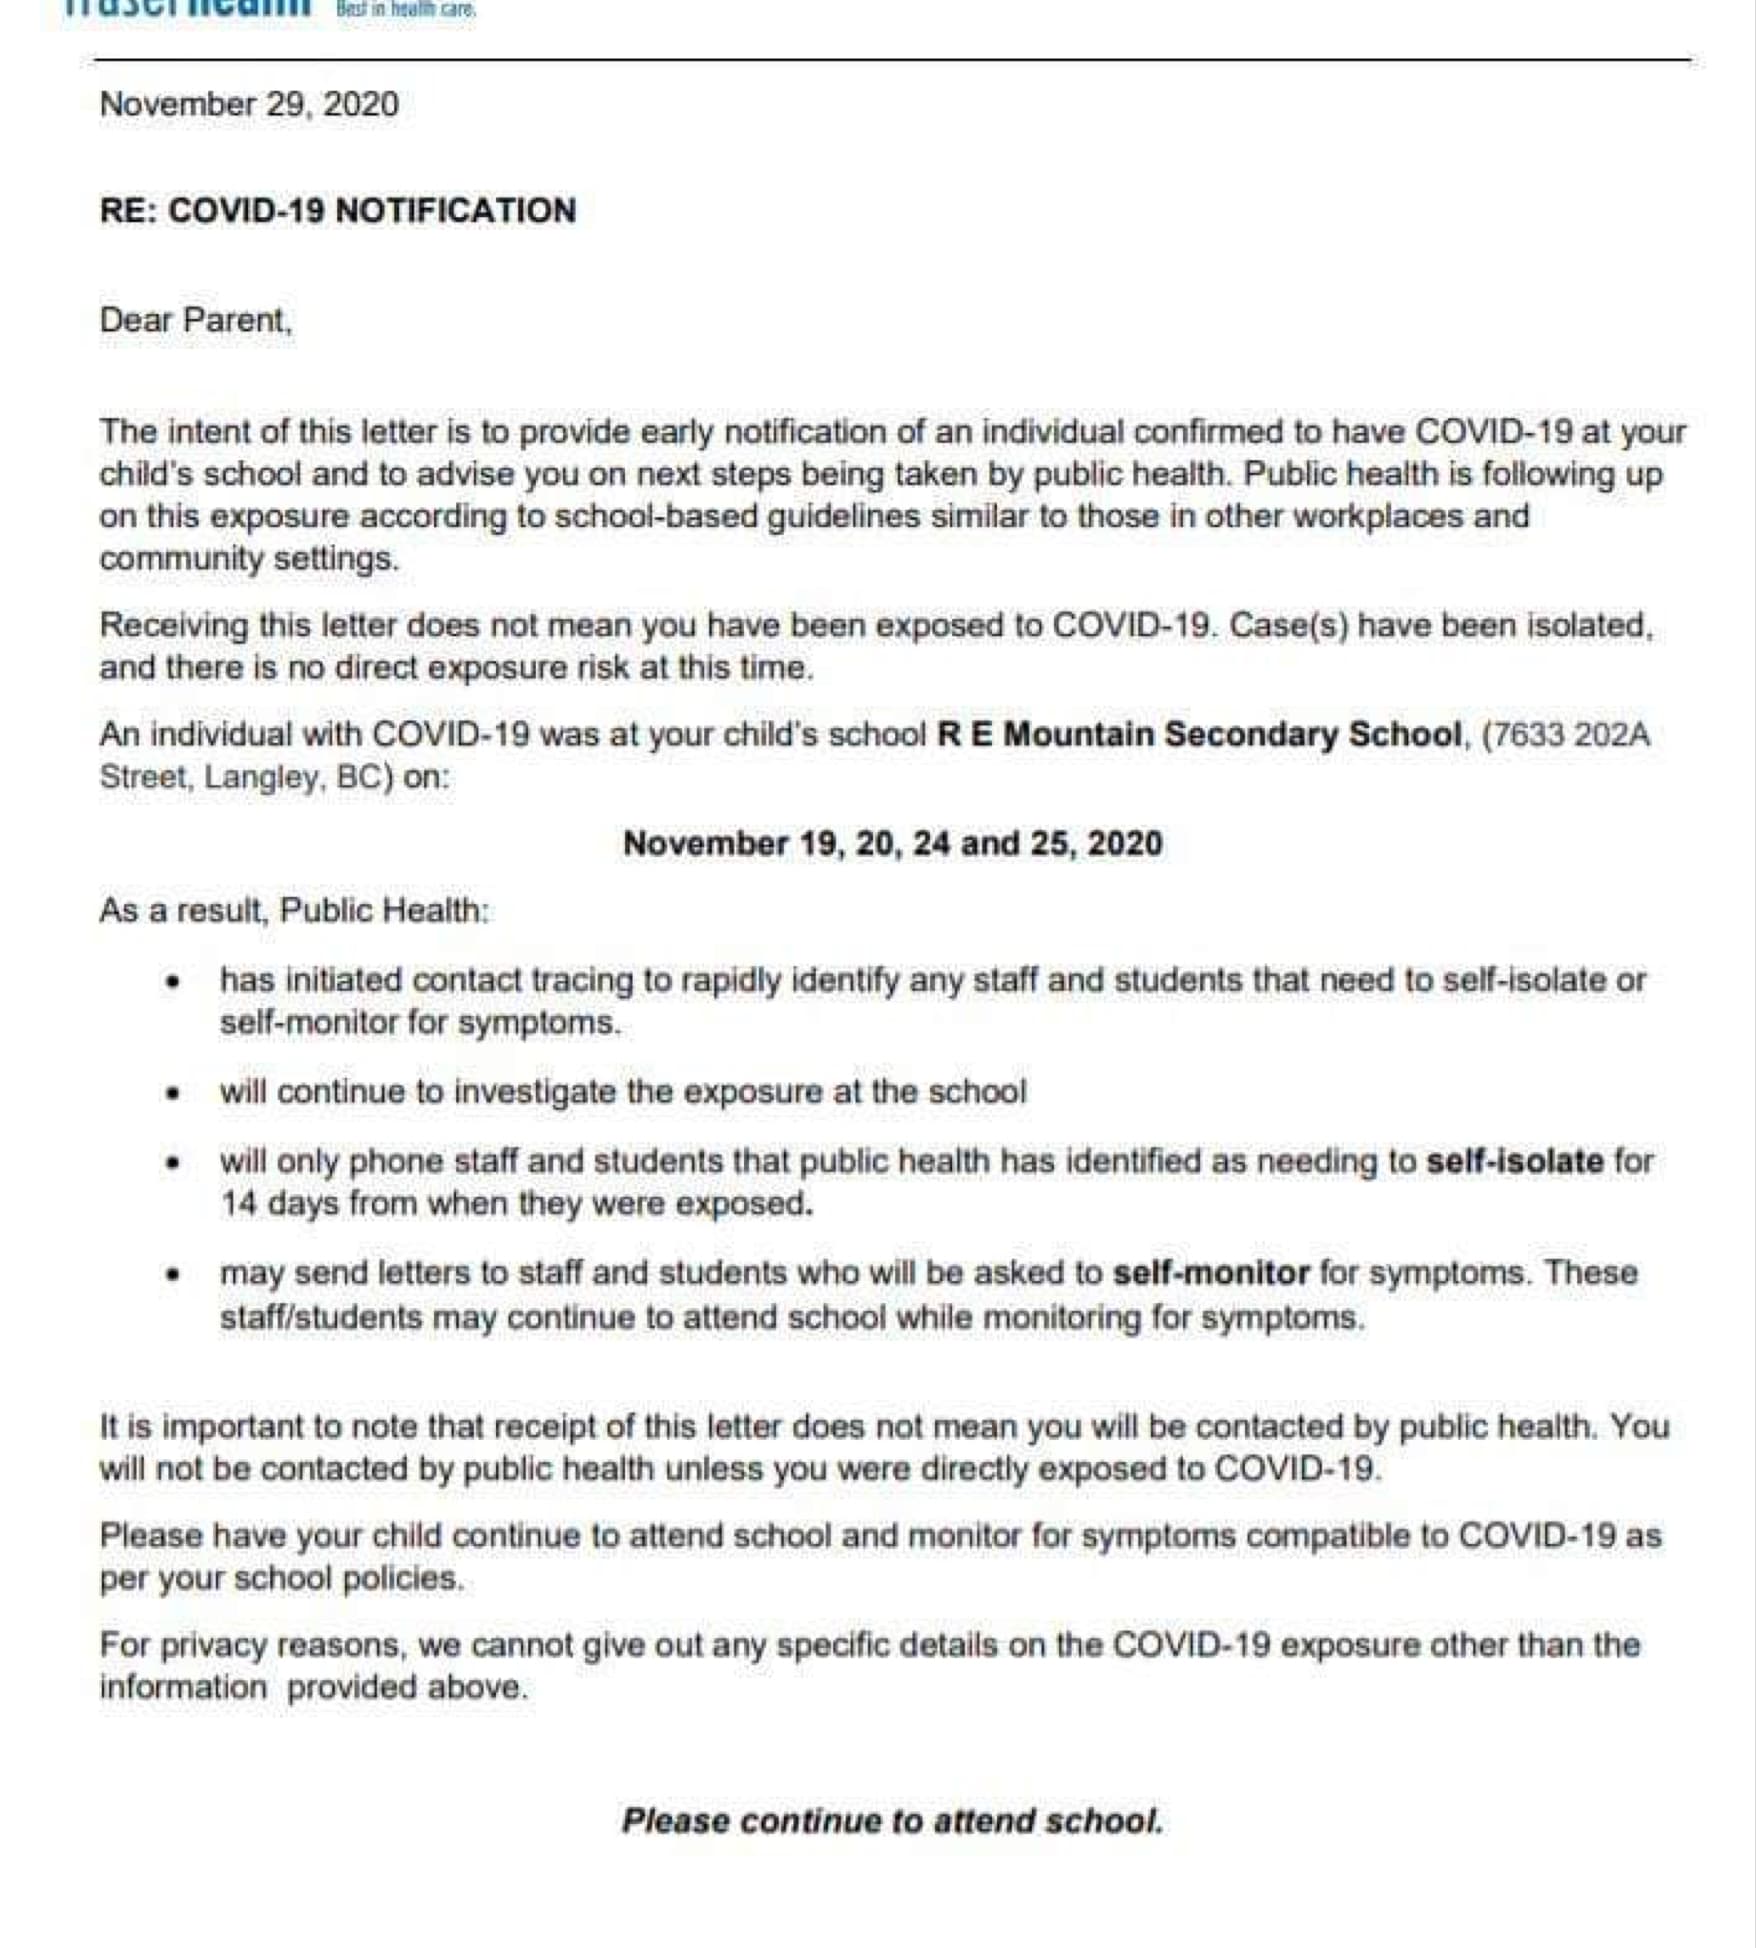 fraserhealth Best in health care.
November 29, 2020
RE: COVID-19 NOTIFICATION
Dear Parent,
The intent of this letter is to provide early notification of an individual confirmed to have COVID-19 at your
child's school and to advise you on next steps being taken by public health. Public health is following up
on this exposure according to school-based guidelines similar to those in other workplaces and
community settings.
Receiving this letter does not mean you have been exposed to COVID-19. Case(s) have been isolated,
and there is no direct exposure risk at this time.
An individual with COVID-19 was at your child's school R E Mountain Secondary School, (7633 202A
Street, Langley, BC) on:
November 19, 20, 24 and 25, 2020
As a result, Public Health:
• has initiated contact tracing to rapidly identify any staff and students that need to self-isolate or
self-monitor for symptoms.
• will continue to investigate the exposure at the school
• will only phone staff and students that public health has identified as needing to self-isolate for
14 days from when they were exposed.
• may send letters to staff and students who will be asked to self-monitor for symptoms. These
staff/students may continue to attend school while monitoring for symptoms.
It is important to note that receipt of this letter does not mean you will be contacted by public health. You
will not be contacted by public health unless you were directly exposed to COVID-19.
Please have your child continue to attend school and monitor for symptoms compatible to COVID-19 as
per your school policies.
For privacy reasons, we cannot give out any specific details on the COVID-19 exposure other than the
information provided above.
Please continue to attend school.